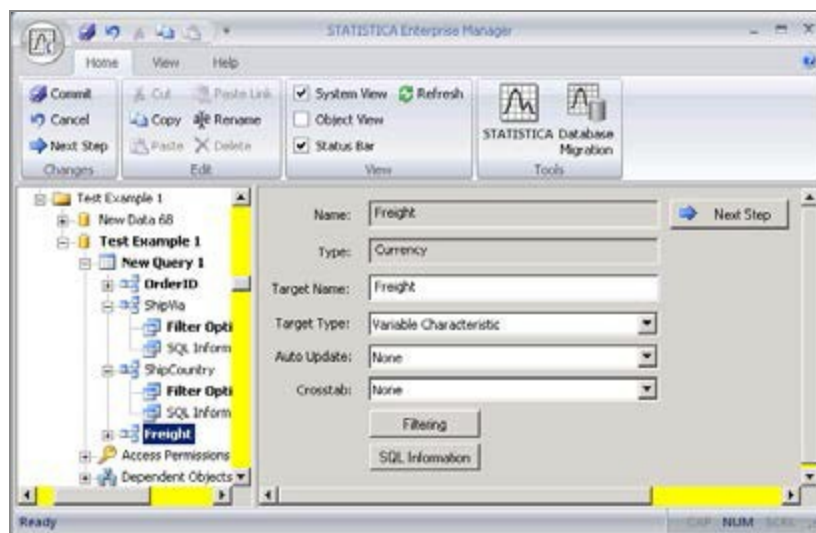 STATISTICA Enterprise Manager
Home View Help
Commit
Cancel
Next Step
Changes
Cut
Copy
Paste
Paste Link
Rename
Delete
Edit
System View
Object View
Status Bar
Refresh
View
STATISTICA
Database Migration
Tools
Test Example 1
New Data 68
Test Example 1
New Query 1
OrderID
ShipVia
Filter Opti
SQL Inform
ShipCountry
Filter Opti
SQL Inform
Freight
Access Permissions
Dependent Objects
Name: Freight
Next Step
Type: Currency
Target Name: Freight
Target Type: Variable Characteristic
Auto Update: None
Crosstab: None
Filtering
SQL Information
Ready
CAP NUM SCRL